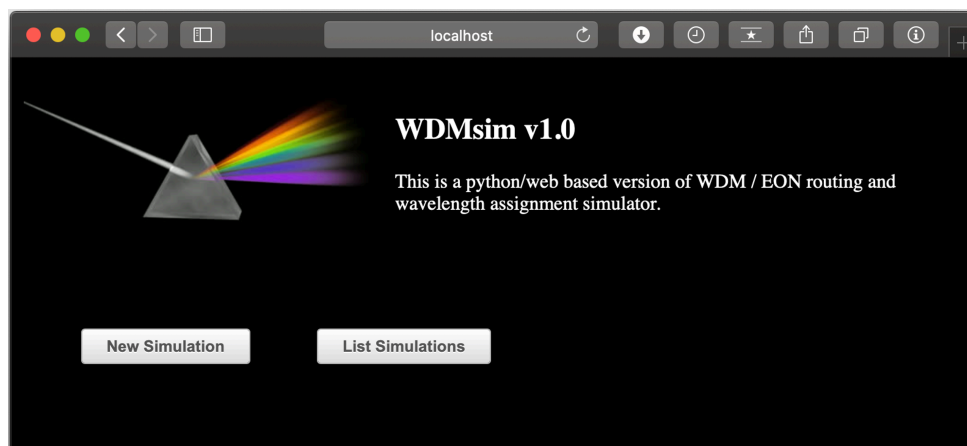 localhost
WDMsim v1.0
This is a python/web based version of WDM / EON routing and
wavelength assignment simulator.
New Simulation
List Simulations